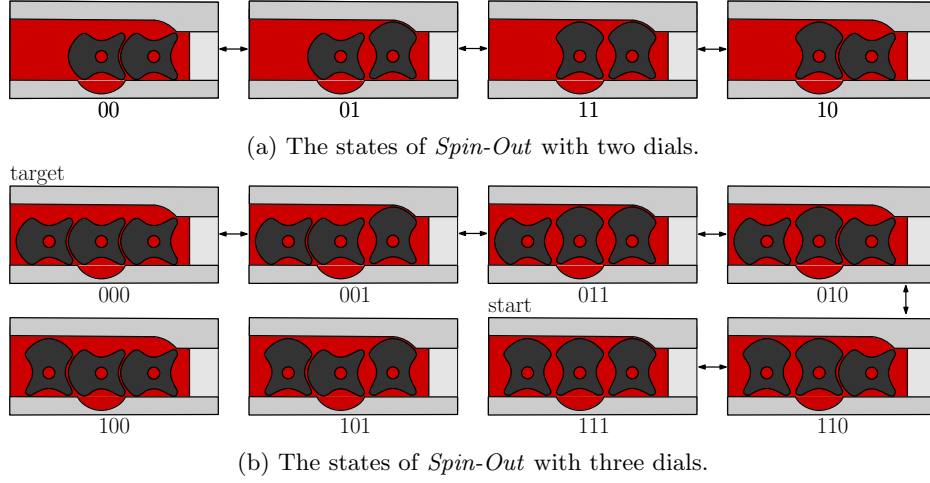 00 01 11 10
(a) The states of Spin-Out with two dials.
target
000 001 011 010
start
100 101 111 110
(b) The states of Spin-Out with three dials.